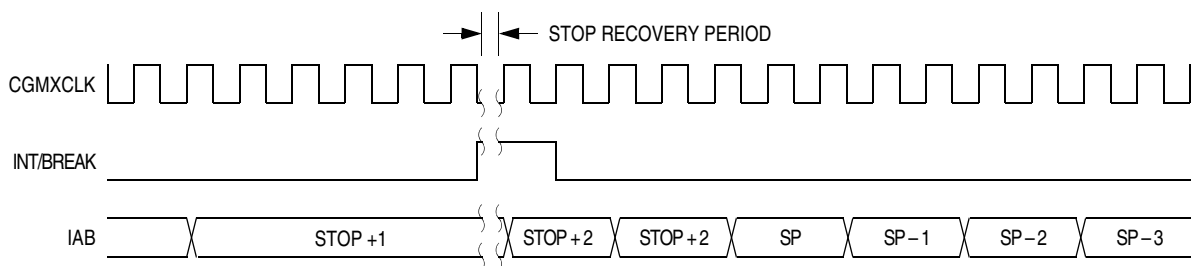 STOP RECOVERY PERIOD
CGMXCLK
INT/BREAK
IAB
STOP +1
STOP + 2
STOP + 2
SP
SP – 1
SP – 2
SP – 3